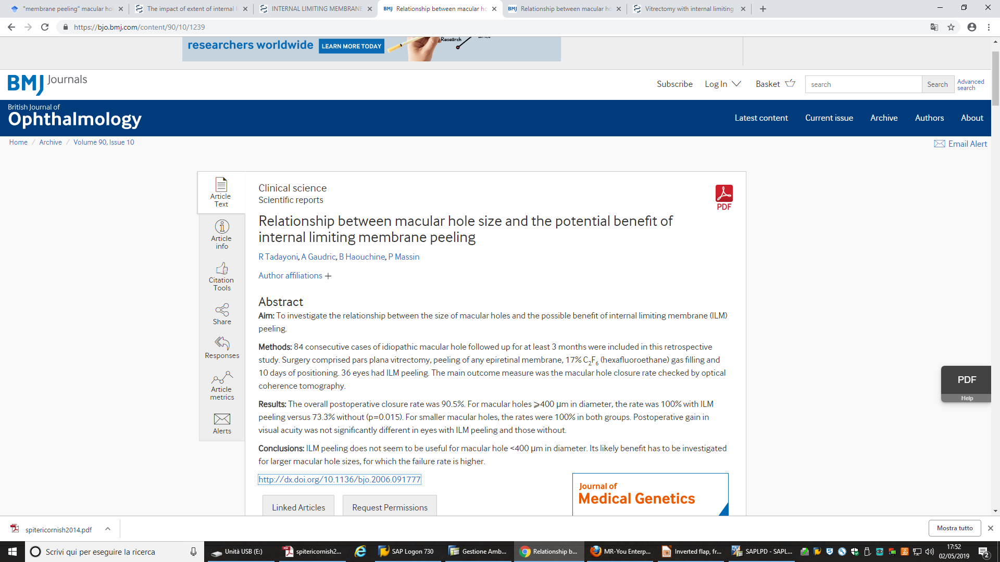 "membrane peeling" macular ho
The impact of extent of internal l
INTERNAL LIMITING MEMBRANE
BMJ Relationship between macular ho
BMJ Relationship between macular ho
Vitrectomy with internal limiting
https://bjo.bmj.com/content/90/10/1239
researchers worldwide LEARN MORE TODAY
Research
BMJ Journals
Subscribe Log In Basket search Search Advanced search
British Journal of
Ophthalmology
Latest content Current issue Archive Authors About
Home / Archive / Volume 90, Issue 10
Email Alert
Article
Text
Article
info
Citation
Tools
Share
Responses
Article
metrics
Alerts
Clinical science
Scientific reports
PDF
Relationship between macular hole size and the potential benefit of
internal limiting membrane peeling
R Tadayoni, A Gaudric, B Haouchine, P Massin
Author affiliations +
Abstract
Aim: To investigate the relationship between the size of macular holes and the possible benefit of internal limiting membrane (ILM)
peeling.
Methods: 84 consecutive cases of idiopathic macular hole followed up for at least 3 months were included in this retrospective
study. Surgery comprised pars plana vitrectomy, peeling of any epiretinal membrane, 17% C2F6 (hexafluoroethane) gas filling and
10 days of positioning. 36 eyes had ILM peeling. The main outcome measure was the macular hole closure rate checked by optical
coherence tomography.
Results: The overall postoperative closure rate was 90.5%. For macular holes ⩾400 μm in diameter, the rate was 100% with ILM
peeling versus 73.3% without (p=0.015). For smaller macular holes, the rates were 100% in both groups. Postoperative gain in
visual acuity was not significantly different in eyes with ILM peeling and those without.
Conclusions: ILM peeling does not seem to be useful for macular hole <400 μm in diameter. Its likely benefit has to be investigated
for larger macular hole sizes, for which the failure rate is higher.
http://dx.doi.org/10.1136/bjo.2006.091777
Linked Articles Request Permissions
Journal of
Medical Genetics
PDF
Help
spitericornish2014.pdf
Mostra tutto
Scrivi qui per eseguire la ricerca
Unità USB (E:)
spitericornish2...
SAP Logon 730
Gestione Amb...
Relationship b...
MR-You Enterp...
Inverted flap, fr...
SAPLPD - SAPL...
17:52
02/05/2019
2